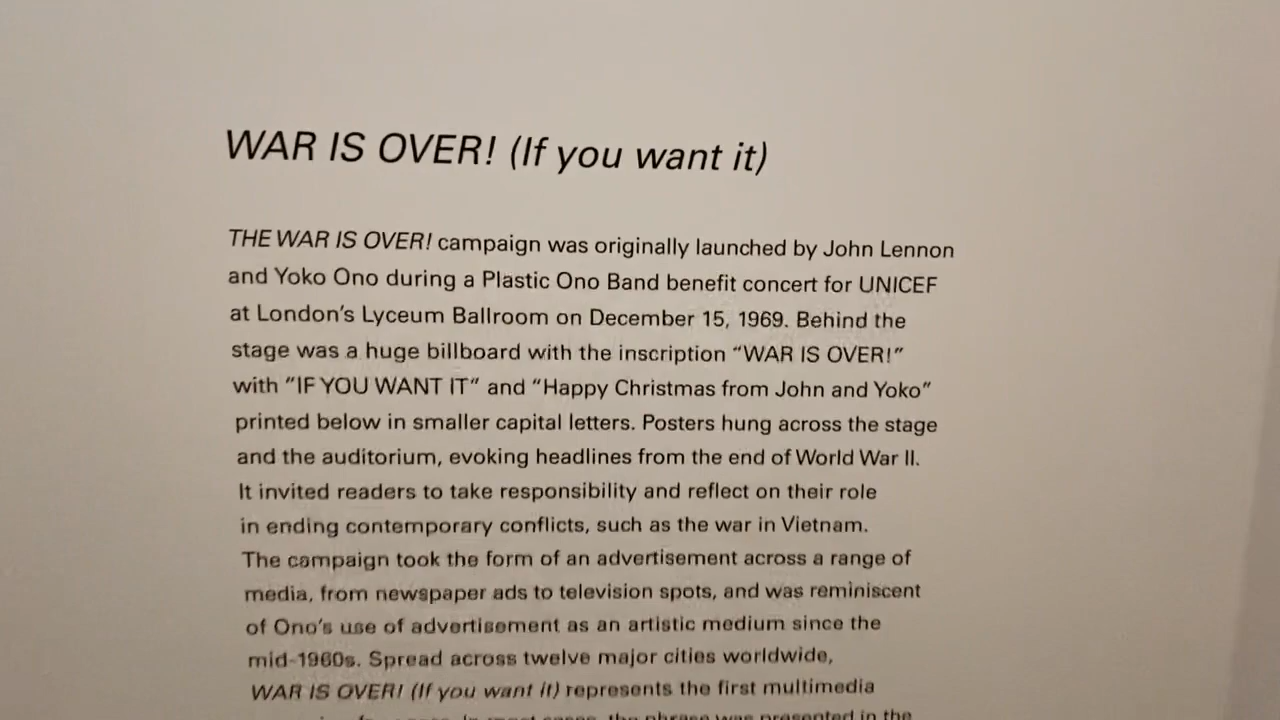 WAR IS OVER! (If you want it)
THE WAR IS OVER! campaign was originally launched by John Lennon
and Yoko Ono during a Plastic Ono Band benefit concert for UNICEF
at London's Lyceum Ballroom on December 15, 1969. Behind the
stage was a huge billboard with the inscription “WAR IS OVER!”
with “IF YOU WANT IT” and “Happy Christmas from John and Yoko”
printed below in smaller capital letters. Posters hung across the stage
and the auditorium, evoking headlines from the end of World War II.
It invited readers to take responsibility and reflect on their role
in ending contemporary conflicts, such as the war in Vietnam.
The campaign took the form of an advertisement across a range of
media, from newspaper ads to television spots, and was reminiscent
of Ono's use of advertisement as an artistic medium since the
mid-1960s. Spread across twelve major cities worldwide,
WAR IS OVER! (If you want it) represents the first multimedia
the phrase was presented in the